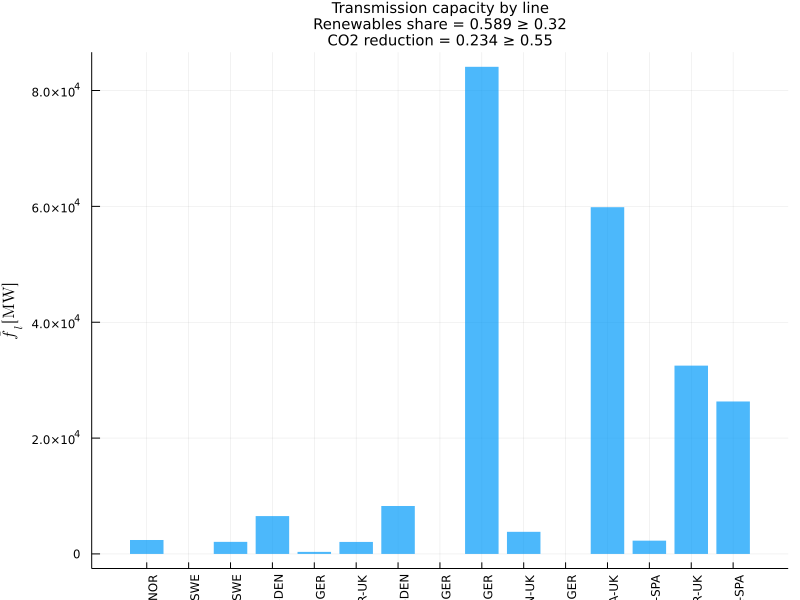 Transmission capacity by line
Renewables share = 0.589 ≥ 0.32
CO2 reduction = 0.234 ≥ 0.55
8.0×10⁴
6.0×10⁴
4.0×10⁴
2.0×10⁴
0
f̄_l[MW]
NOR
SWE
SWE
DEN
GER
R-UK
DEN
GER
GER
N-UK
GER
A-UK
-SPA
R-UK
-SPA